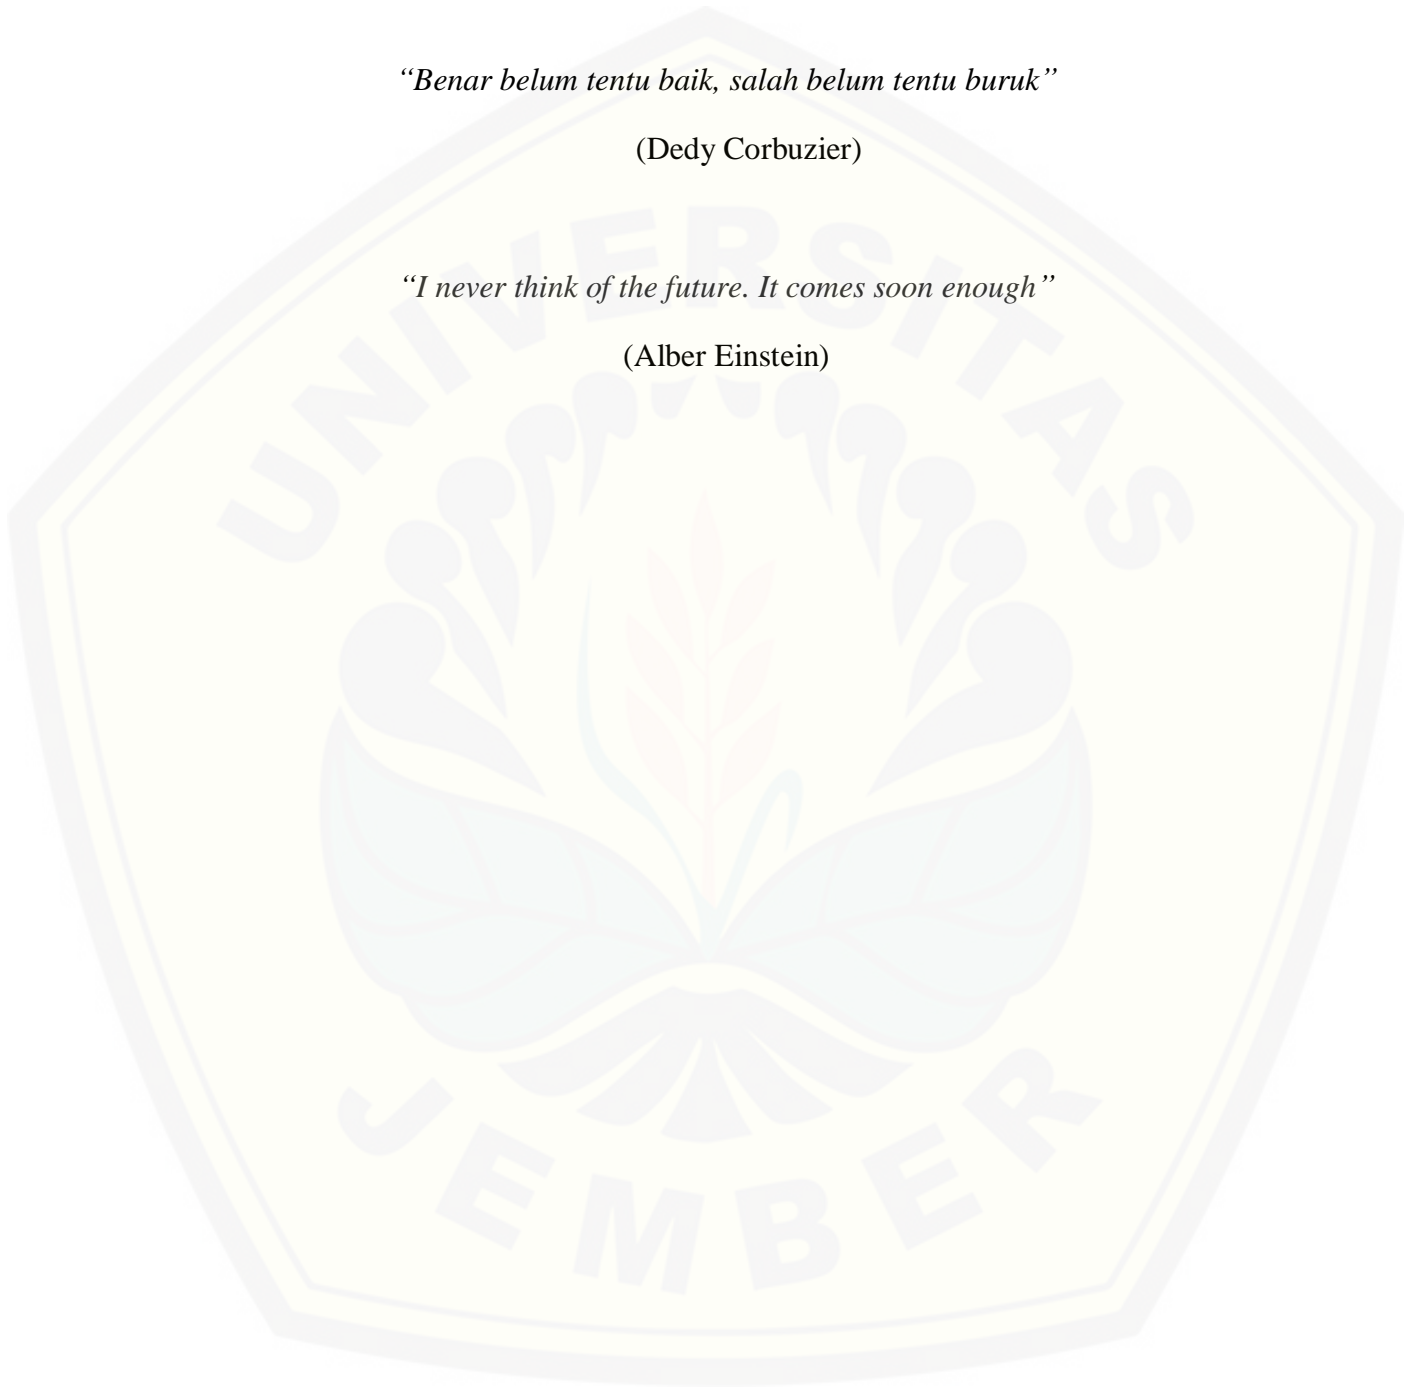 “Benar belum tentu baik, salah belum tentu buruk”
(Dedy Corbuzier)
“I never think of the future. It comes soon enough”
(Alber Einstein)
UNIVERSITAS
JEMBER